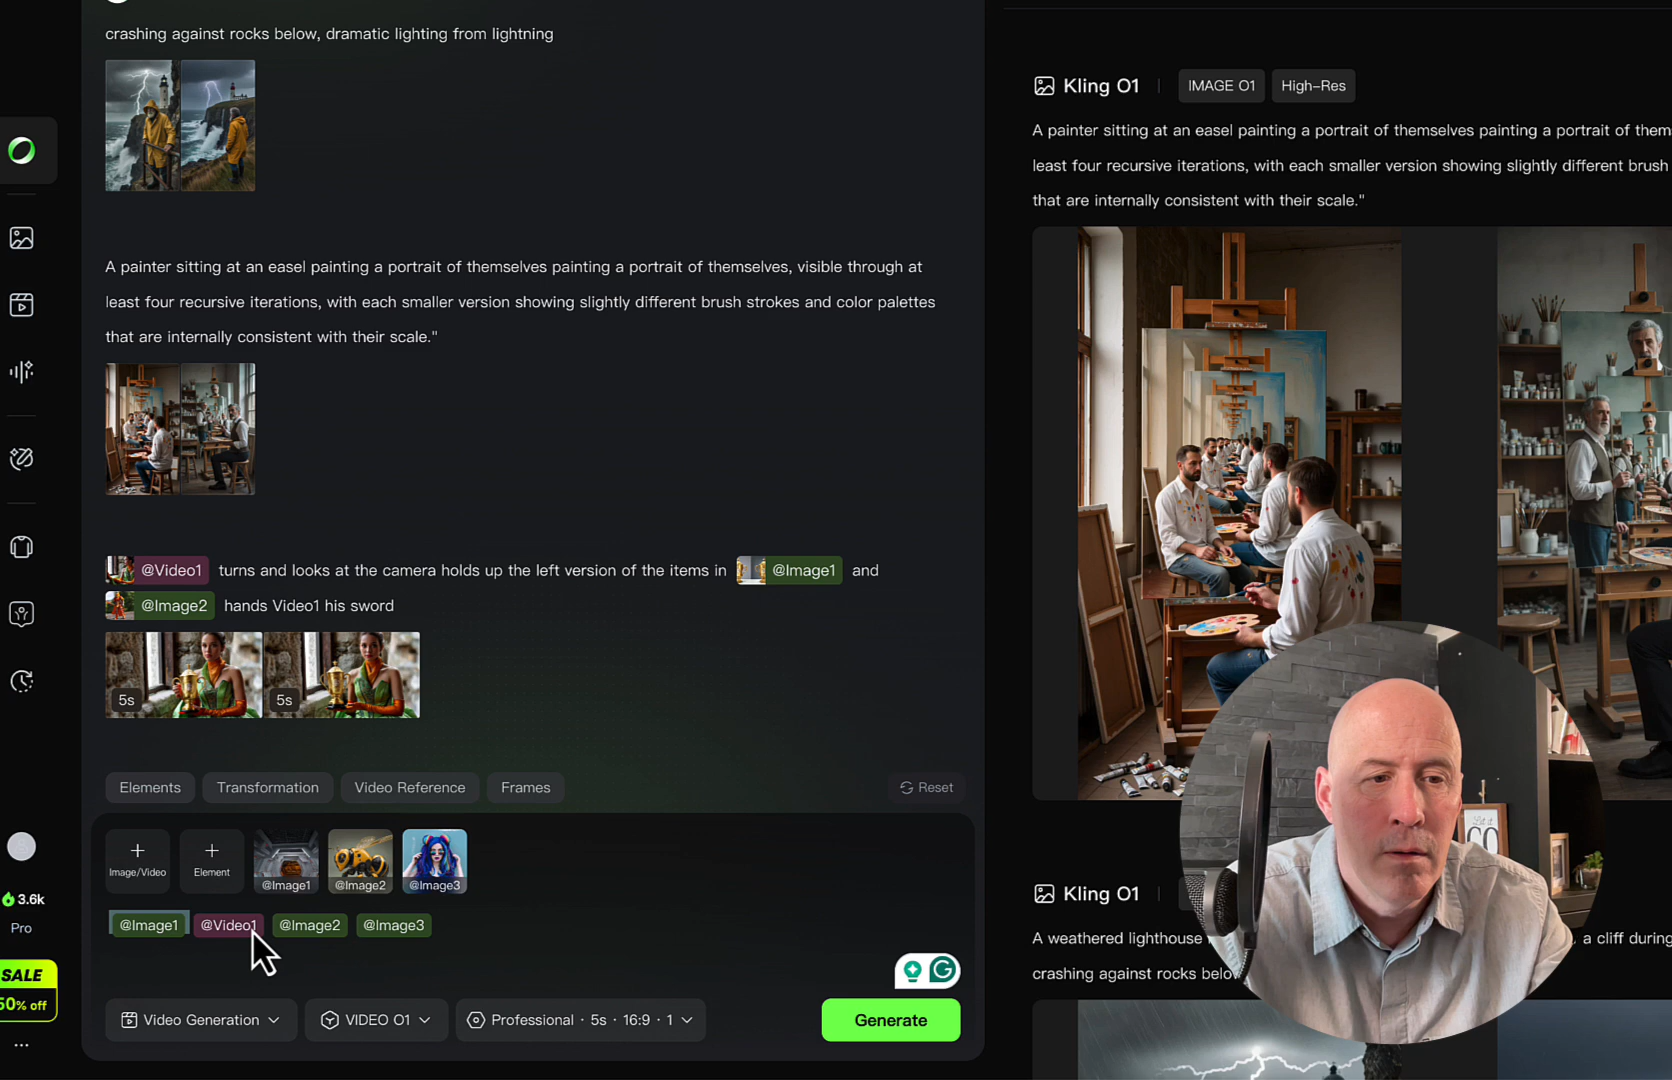 crashing against rocks below, dramatic lighting from lightning
A painter sitting at an easel painting a portrait of themselves painting a portrait of themselves, visible through at
least four recursive iterations, with each smaller version showing slightly different brush strokes and color palettes
that are internally consistent with their scale."
@Video1 turns and looks at the camera holds up the left version of the items in @Image1 and
@Image2 hands Video1 his sword
5s 5s
Elements Transformation Video Reference Frames Reset
+ +
Image/Video Element @Image1 @Image2 @Image3
@Image1 @Video1 @Image2 @Image3
Video Generation VIDEO O1 Professional · 5s · 16:9 · 1 Generate
3.6k
Pro
SALE
50% off
...
Kling O1 IMAGE O1 High-Res
A painter sitting at an easel painting a portrait of themselves painting a portrait of them
least four recursive iterations, with each smaller version showing slightly different brush
that are internally consistent with their scale."
Kling O1
A weathered lighthouse a cliff during
crashing against rocks belo